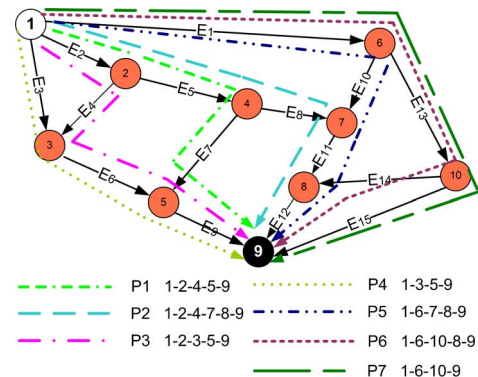 1
E1
6
E2
2
E10
E3
E5
E4
4
E8
7
E13
3
E7
E11
E6
8
E14
10
5
E12
E15
E9
9
P1 1-2-4-5-9
P2 1-2-4-7-8-9
P3 1-2-3-5-9
P4 1-3-5-9
P5 1-6-7-8-9
P6 1-6-10-8-9
P7 1-6-10-9